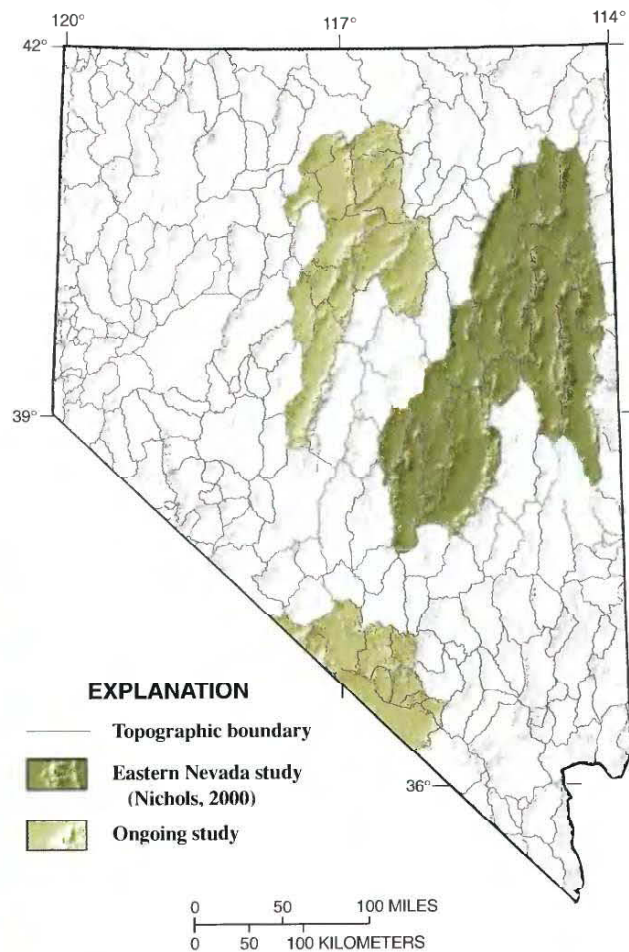 120°
117°
114°
42°
39°
36°
EXPLANATION
Topographic boundary
Eastern Nevada study
(Nichols, 2000)
Ongoing study
0 50 100 MILES
0 50 100 KILOMETERS